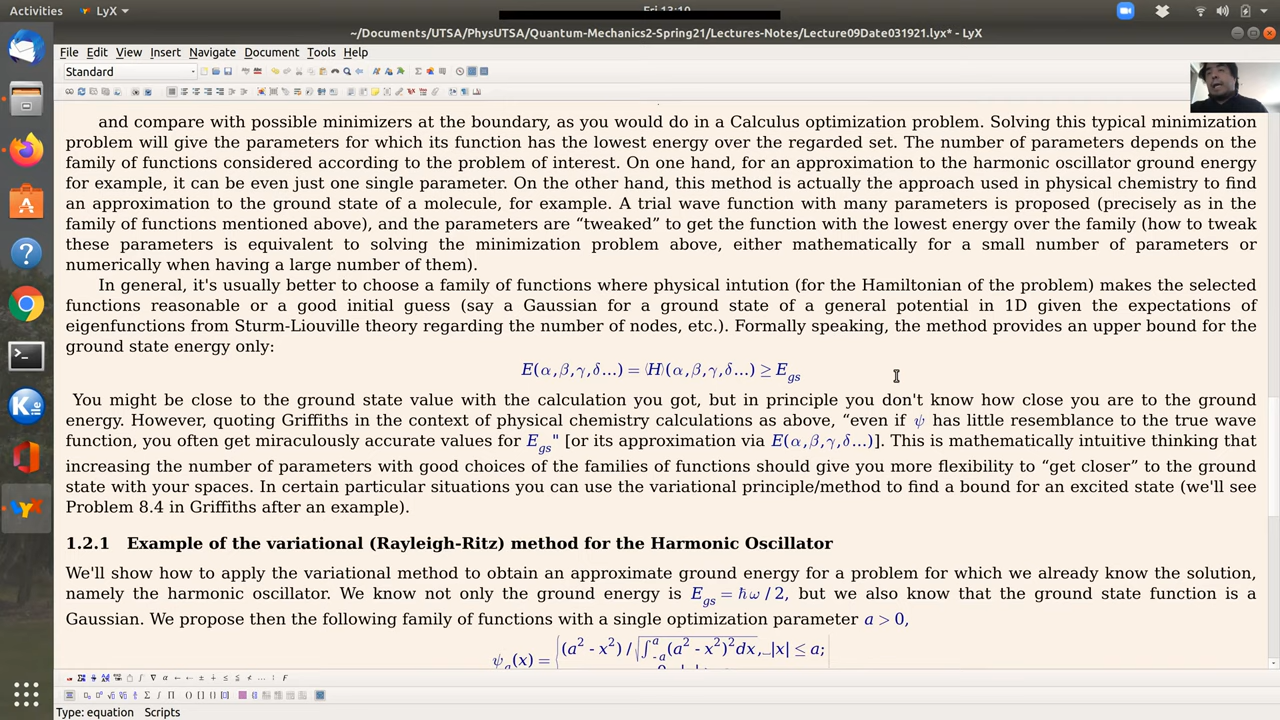 Activities LyX Fri 13:10
~/Documents/UTSA/PhysUTSA/Quantum-Mechanics2-Spring21/Lectures-Notes/Lecture09Date031921.lyx* - LyX
File Edit View Insert Navigate Document Tools Help
Standard
and compare with possible minimizers at the boundary, as you would do in a Calculus optimization problem. Solving this typical minimization
problem will give the parameters for which its function has the lowest energy over the regarded set. The number of parameters depends on the
family of functions considered according to the problem of interest. On one hand, for an approximation to the harmonic oscillator ground energy
for example, it can be even just one single parameter. On the other hand, this method is actually the approach used in physical chemistry to find
an approximation to the ground state of a molecule, for example. A trial wave function with many parameters is proposed (precisely as in the
family of functions mentioned above), and the parameters are “tweaked” to get the function with the lowest energy over the family (how to tweak
these parameters is equivalent to solving the minimization problem above, either mathematically for a small number of parameters or
numerically when having a large number of them).
In general, it's usually better to choose a family of functions where physical intution (for the Hamiltonian of the problem) makes the selected
functions reasonable or a good initial guess (say a Gaussian for a ground state of a general potential in 1D given the expectations of
eigenfunctions from Sturm-Liouville theory regarding the number of nodes, etc.). Formally speaking, the method provides an upper bound for the
ground state energy only:
E(α,β,γ,δ...) = ⟨H⟩(α,β,γ,δ...) ≥ E_gs
You might be close to the ground state value with the calculation you got, but in principle you don't know how close you are to the ground
energy. However, quoting Griffiths in the context of physical chemistry calculations as above, “even if ψ has little resemblance to the true wave
function, you often get miraculously accurate values for E_gs" [or its approximation via E(α,β,γ,δ...)]. This is mathematically intuitive thinking that
increasing the number of parameters with good choices of the families of functions should give you more flexibility to “get closer” to the ground
state with your spaces. In certain particular situations you can use the variational principle/method to find a bound for an excited state (we'll see
Problem 8.4 in Griffiths after an example).
1.2.1 Example of the variational (Rayleigh-Ritz) method for the Harmonic Oscillator
We'll show how to apply the variational method to obtain an approximate ground energy for a problem for which we already know the solution,
namely the harmonic oscillator. We know not only the ground energy is E_gs = ħω/2, but we also know that the ground state function is a
Gaussian. We propose then the following family of functions with a single optimization parameter a > 0,
ψ_a(x) = { (a² - x²) / √∫_-a^a (a² - x²)² dx, |x| ≤ a;
Type: equation Scripts